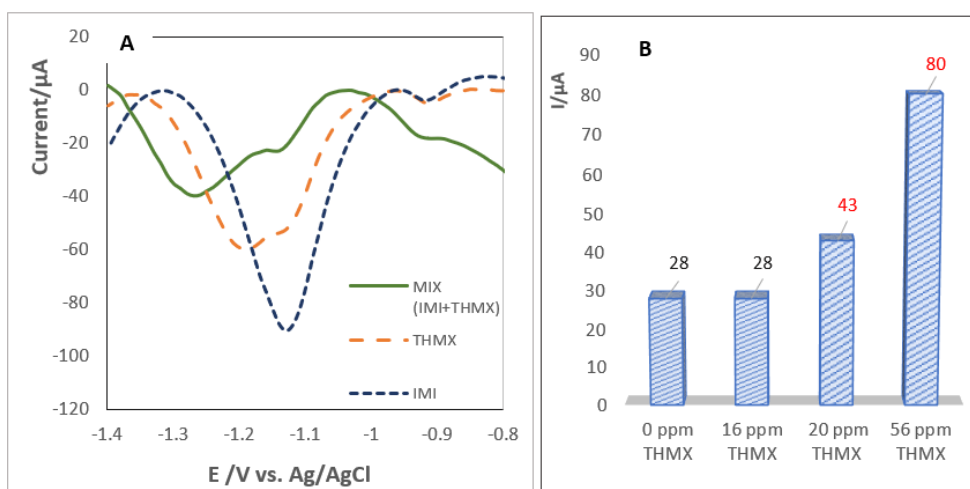 A
20
0
-20
-40
-60
-80
-100
-120
Current/µA
-1.4
-1.3
-1.2
-1.1
-1
-0.9
-0.8
E /V vs. Ag/AgCl
MIX
(IMI+THMX)
THMX
IMI
B
I/µA
90
80
70
60
50
40
30
20
10
0
28
28
43
80
0 ppm
THMX
16 ppm
THMX
20 ppm
THMX
56 ppm
THMX